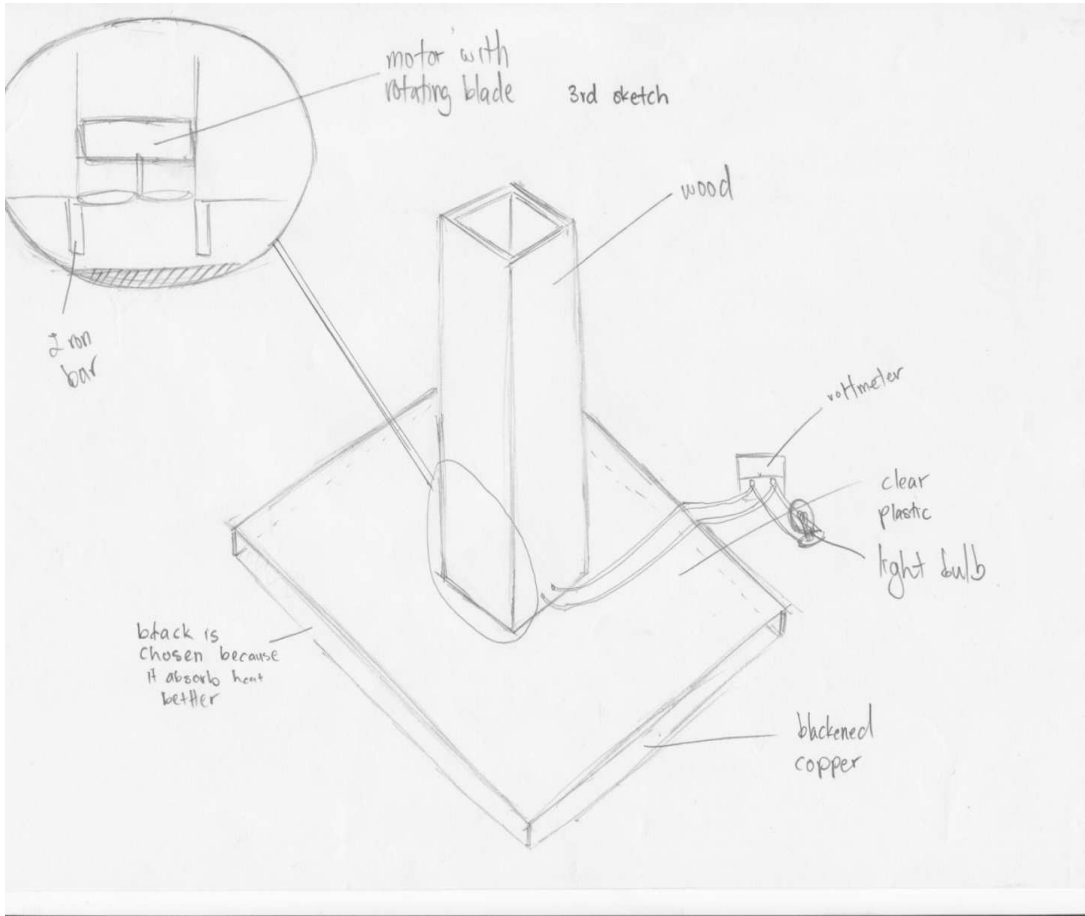 motor with
rotating blade
3rd sketch
wood
Iron
bar
voltmeter
clear
plastic
light bulb
black is
chosen because
it absorb heat
better
blackened
copper